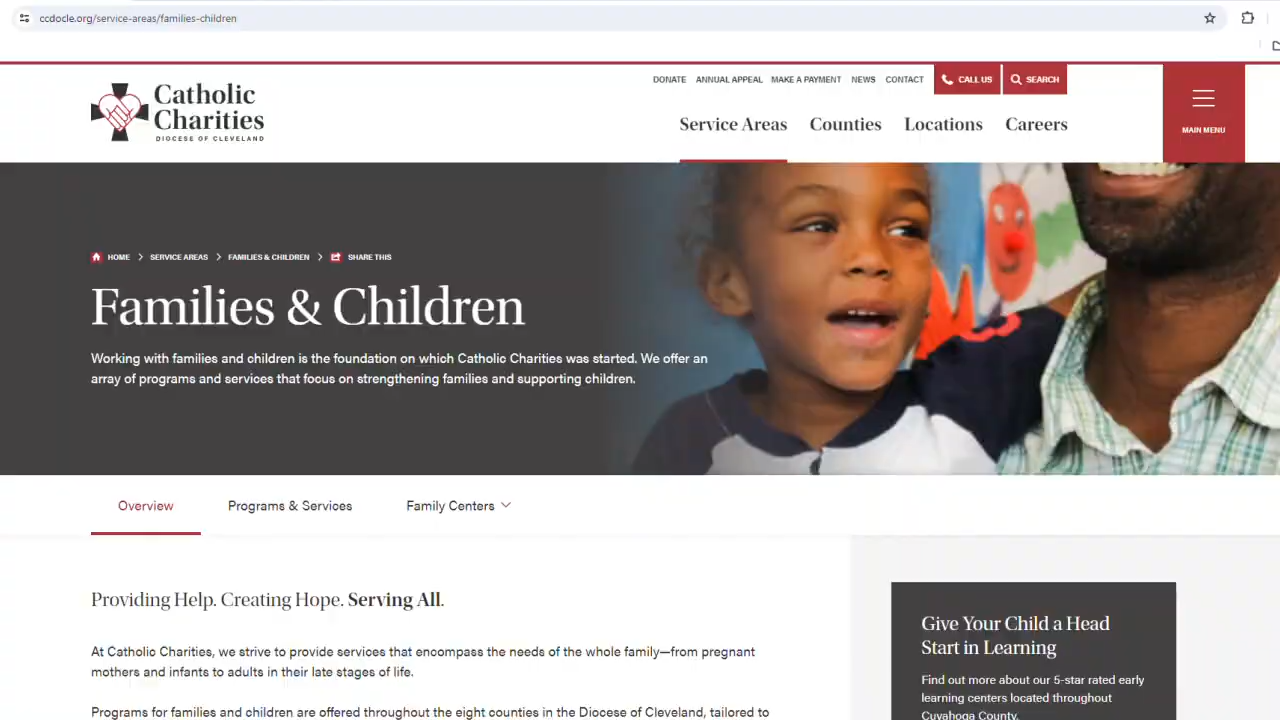 ccdocle.org/service-areas/families-children
DONATE ANNUAL APPEAL MAKE A PAYMENT NEWS CONTACT CALL US SEARCH
Catholic
Charities
DIOCESE OF CLEVELAND
Service Areas Counties Locations Careers
MAIN MENU
HOME SERVICE AREAS FAMILIES & CHILDREN SHARE THIS
Families & Children
Working with families and children is the foundation on which Catholic Charities was started. We offer an
array of programs and services that focus on strengthening families and supporting children.
Overview Programs & Services Family Centers
Providing Help. Creating Hope. Serving All.
At Catholic Charities, we strive to provide services that encompass the needs of the whole family—from pregnant
mothers and infants to adults in their late stages of life.
Programs for families and children are offered throughout the eight counties in the Diocese of Cleveland, tailored to
Give Your Child a Head
Start in Learning
Find out more about our 5-star rated early
learning centers located throughout
Cuyahoga County.